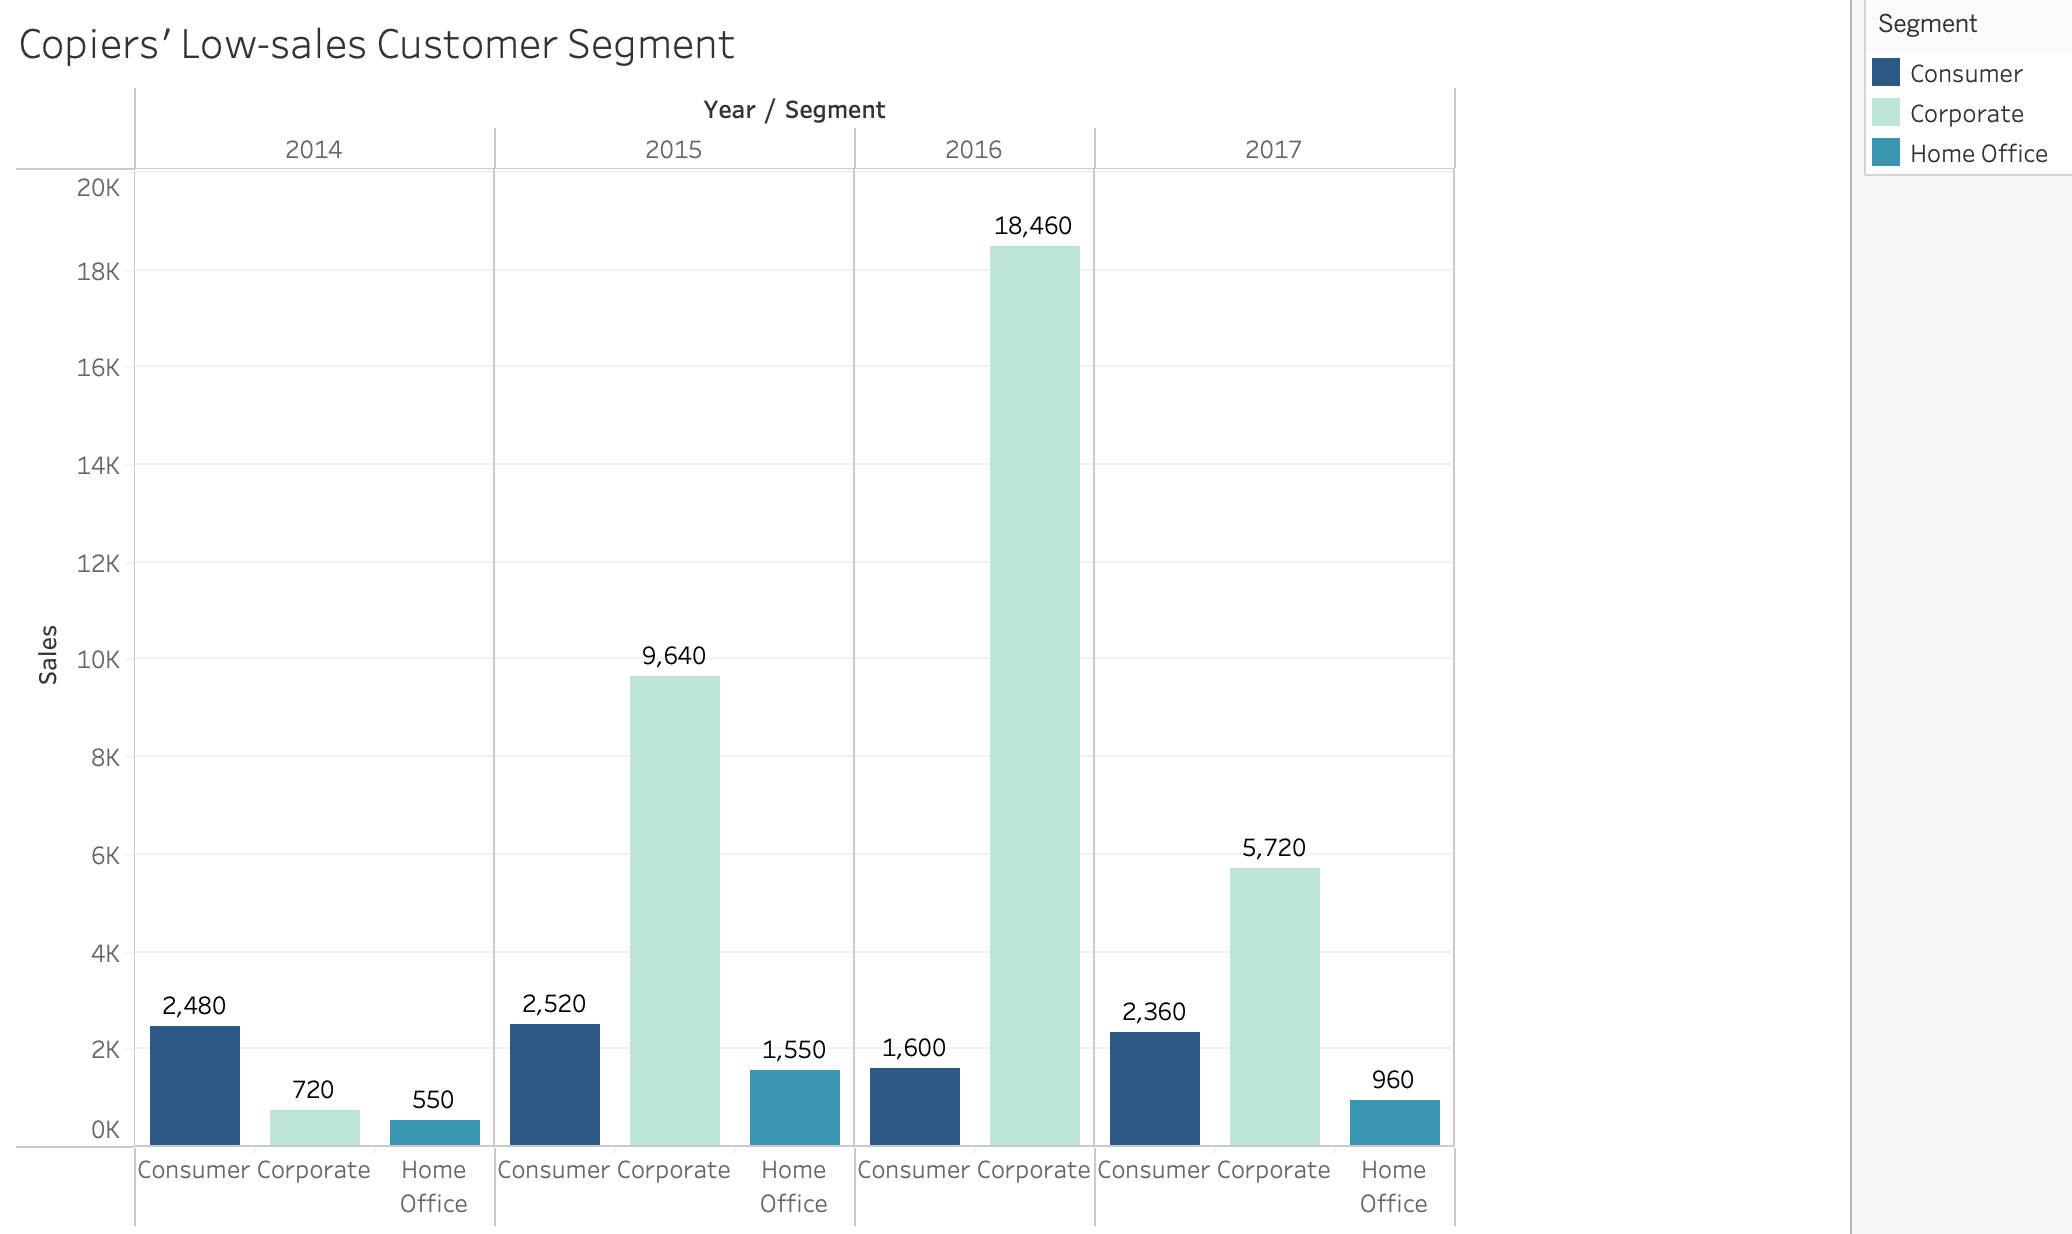 Copiers’ Low-sales Customer Segment
Segment
Consumer
Corporate
Home Office
Year / Segment
2014 2015 2016 2017
Sales
20K
18K
16K
14K
12K
10K
8K
6K
4K
2K
0K
2,480
720
550
2,520
9,640
1,550
1,600
18,460
2,360
5,720
960
Consumer Corporate Home Consumer Corporate Home Consumer Corporate Consumer Corporate Home
Office Office Office